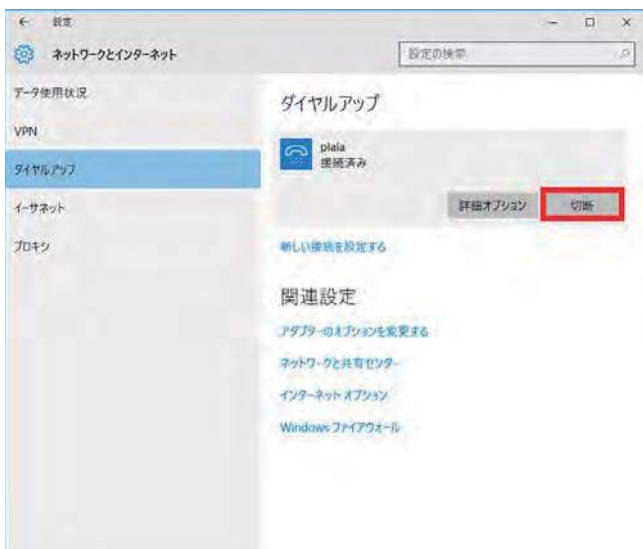 設定
ネットワークとインターネット
設定の検索
データ使用状況
VPN
ダイヤルアップ
イーサネット
プロキシ
ダイヤルアップ
plala
接続済み
詳細オプション
切断
新しい接続を設定する
関連設定
アダプターのオプションを変更する
ネットワークと共有センター
インターネット オプション
Windows ファイアウォール